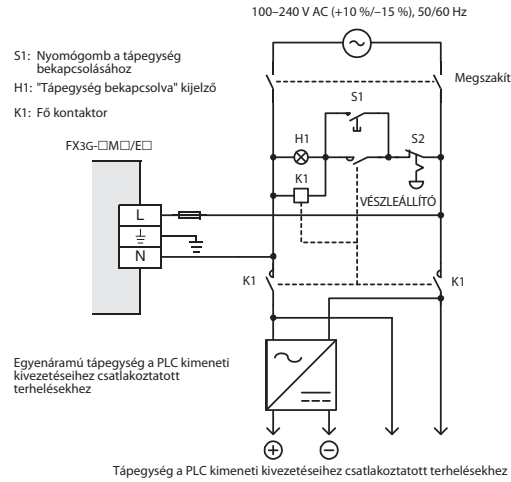 100–240 V AC (+10 %/–15 %), 50/60 Hz
S1: Nyomógomb a tápegység
bekapcsolásához
H1: "Tápegység bekapcsolva" kijelző
K1: Fő kontaktor
Megszakít
S1
FX3G-□M□/E□
H1
S2
K1
VÉSZLEÁLLÍTÓ
L
N
K1
K1
Egyenáramú tápegység a PLC kimeneti
kivezetéseihez csatlakoztatott
terhelésekhez
Tápegység a PLC kimeneti kivezetéseihez csatlakoztatott terhelésekhez